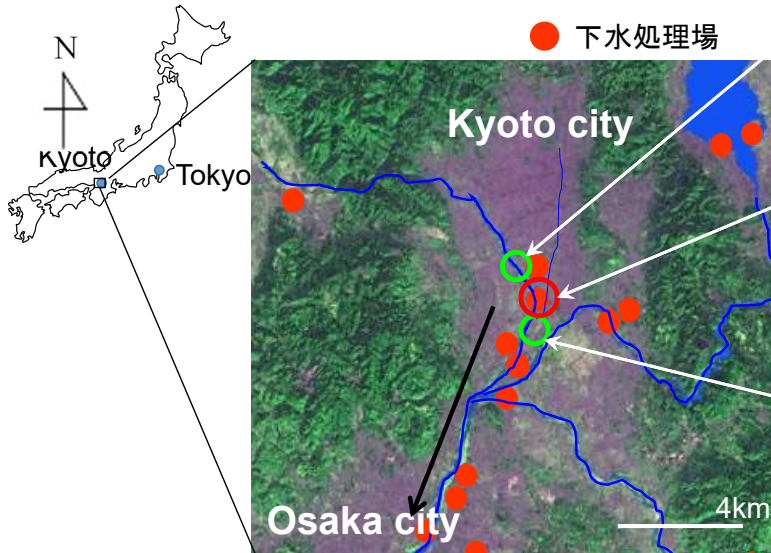 下水処理場
N
Kyoto
Tokyo
Kyoto city
Osaka city
4km